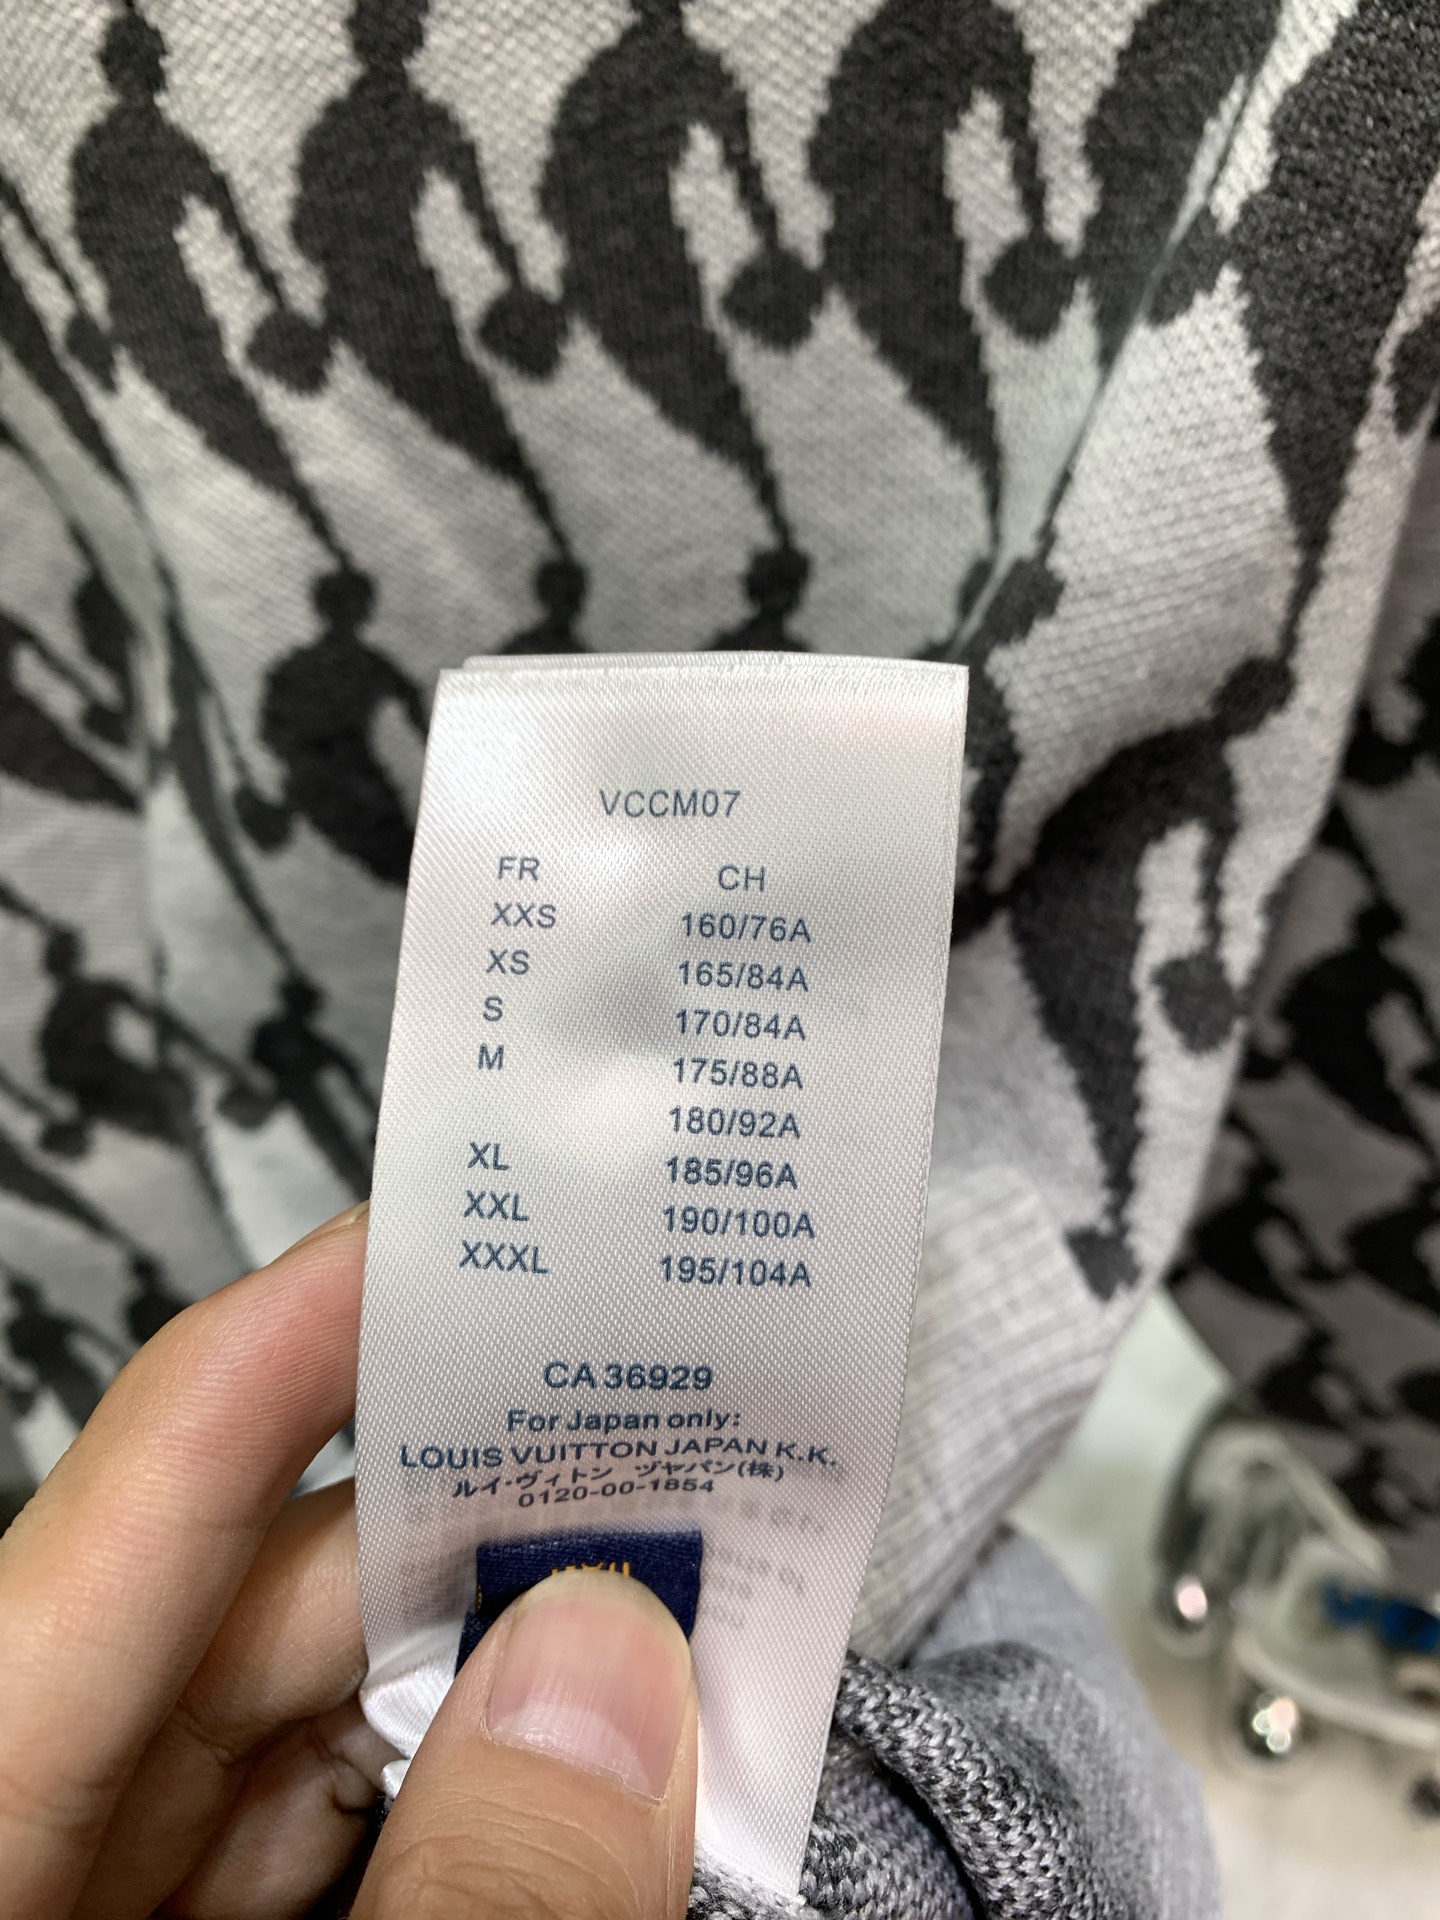 VCCM07
FR CH
XXS 160/76A
XS 165/84A
S 170/84A
M 175/88A
180/92A
XL 185/96A
XXL 190/100A
XXXL 195/104A
CA 36929
For Japan only:
LOUIS VUITTON JAPAN K.K.
ルイ・ヴィトン ヅャパン(株)
0120-00-1854